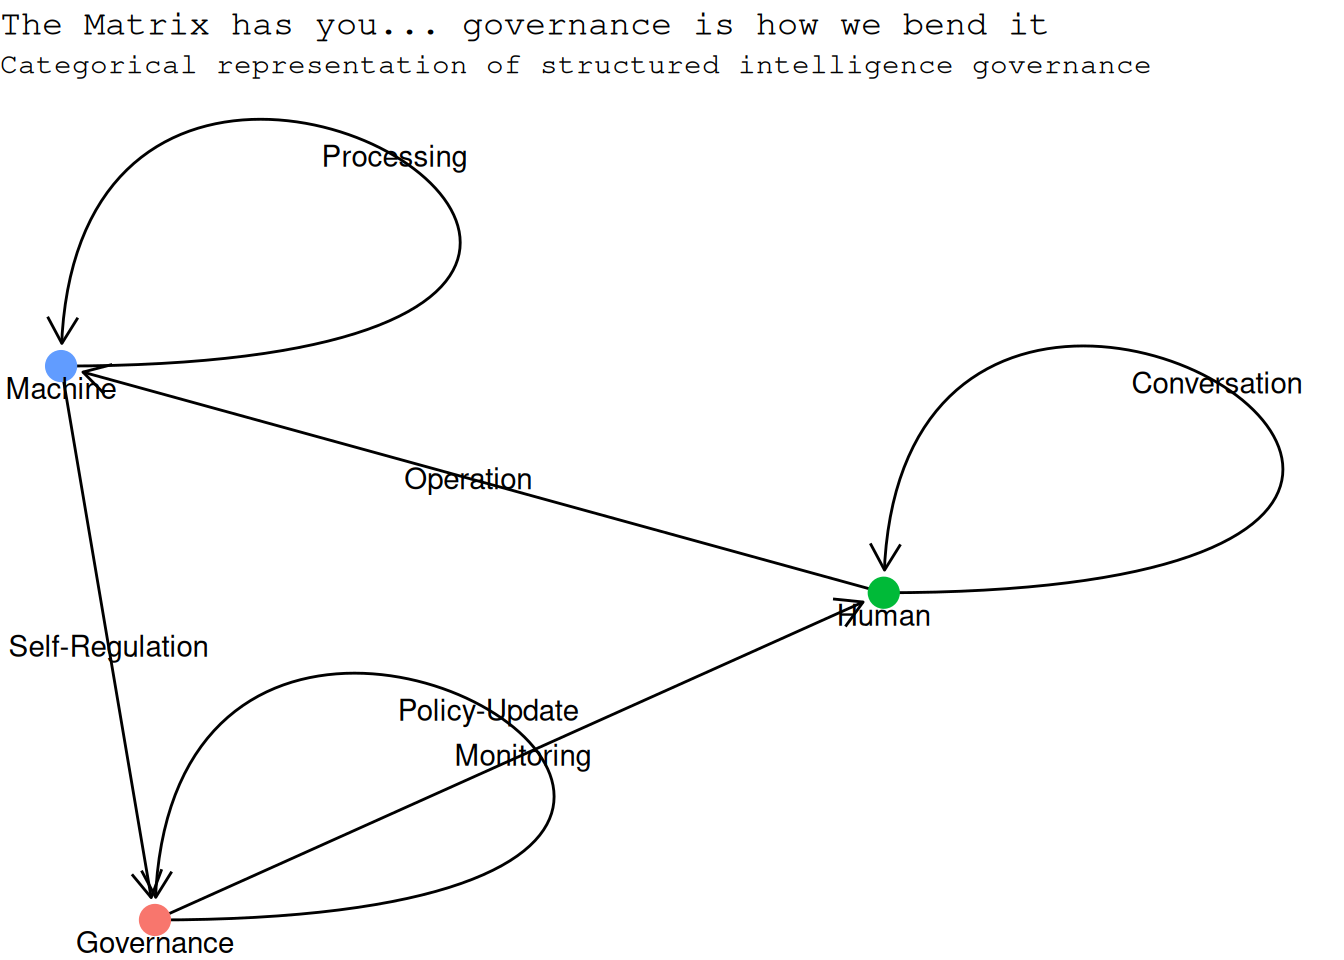 The Matrix has you... governance is how we bend it
Categorical representation of structured intelligence governance
Processing
Machine
Conversation
Operation
Human
Self-Regulation
Policy-Update
Monitoring
Governance